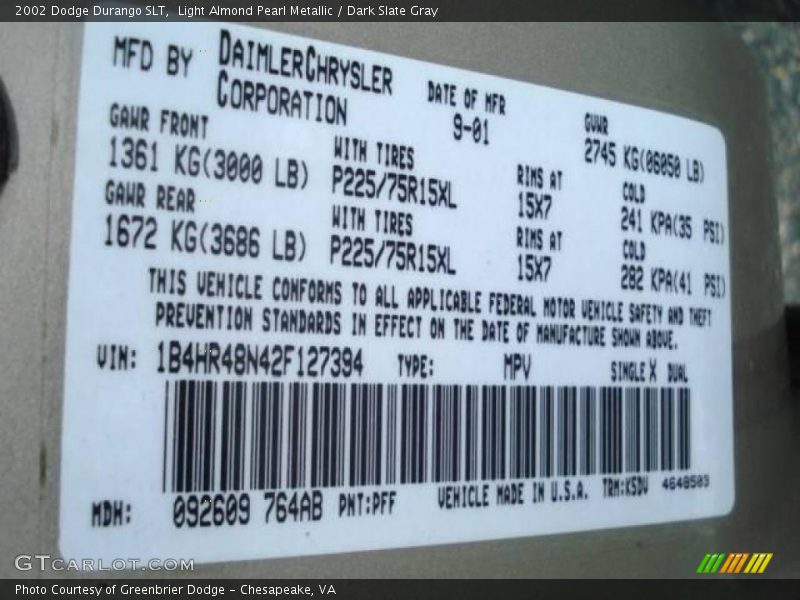 2002 Dodge Durango SLT,  Light Almond Pearl Metallic / Dark Slate Gray
MFD BY DAIMLERCHRYSLER CORPORATION
DATE OF MFR 9-01
GVWR 2745 KG(06050 LB)
GAWR FRONT WITH TIRES RIMS AT COLD
1361 KG(3000 LB) P225/75R15XL 15X7 241 KPA(35 PSI)
GAWR REAR WITH TIRES RIMS AT COLD
1672 KG(3686 LB) P225/75R15XL 15X7 282 KPA(41 PSI)
THIS VEHICLE CONFORMS TO ALL APPLICABLE FEDERAL MOTOR VEHICLE SAFETY AND THEFT
PREVENTION STANDARDS IN EFFECT ON THE DATE OF MANUFACTURE SHOWN ABOVE.
VIN: 1B4HR48N42F127394 TYPE: MPV SINGLE X DUAL
MDH: 092609 764AB PNT:PFF VEHICLE MADE IN U.S.A. TRM:K5DV 4648503
GTCARLOT.COM
Photo Courtesy of Greenbrier Dodge - Chesapeake, VA